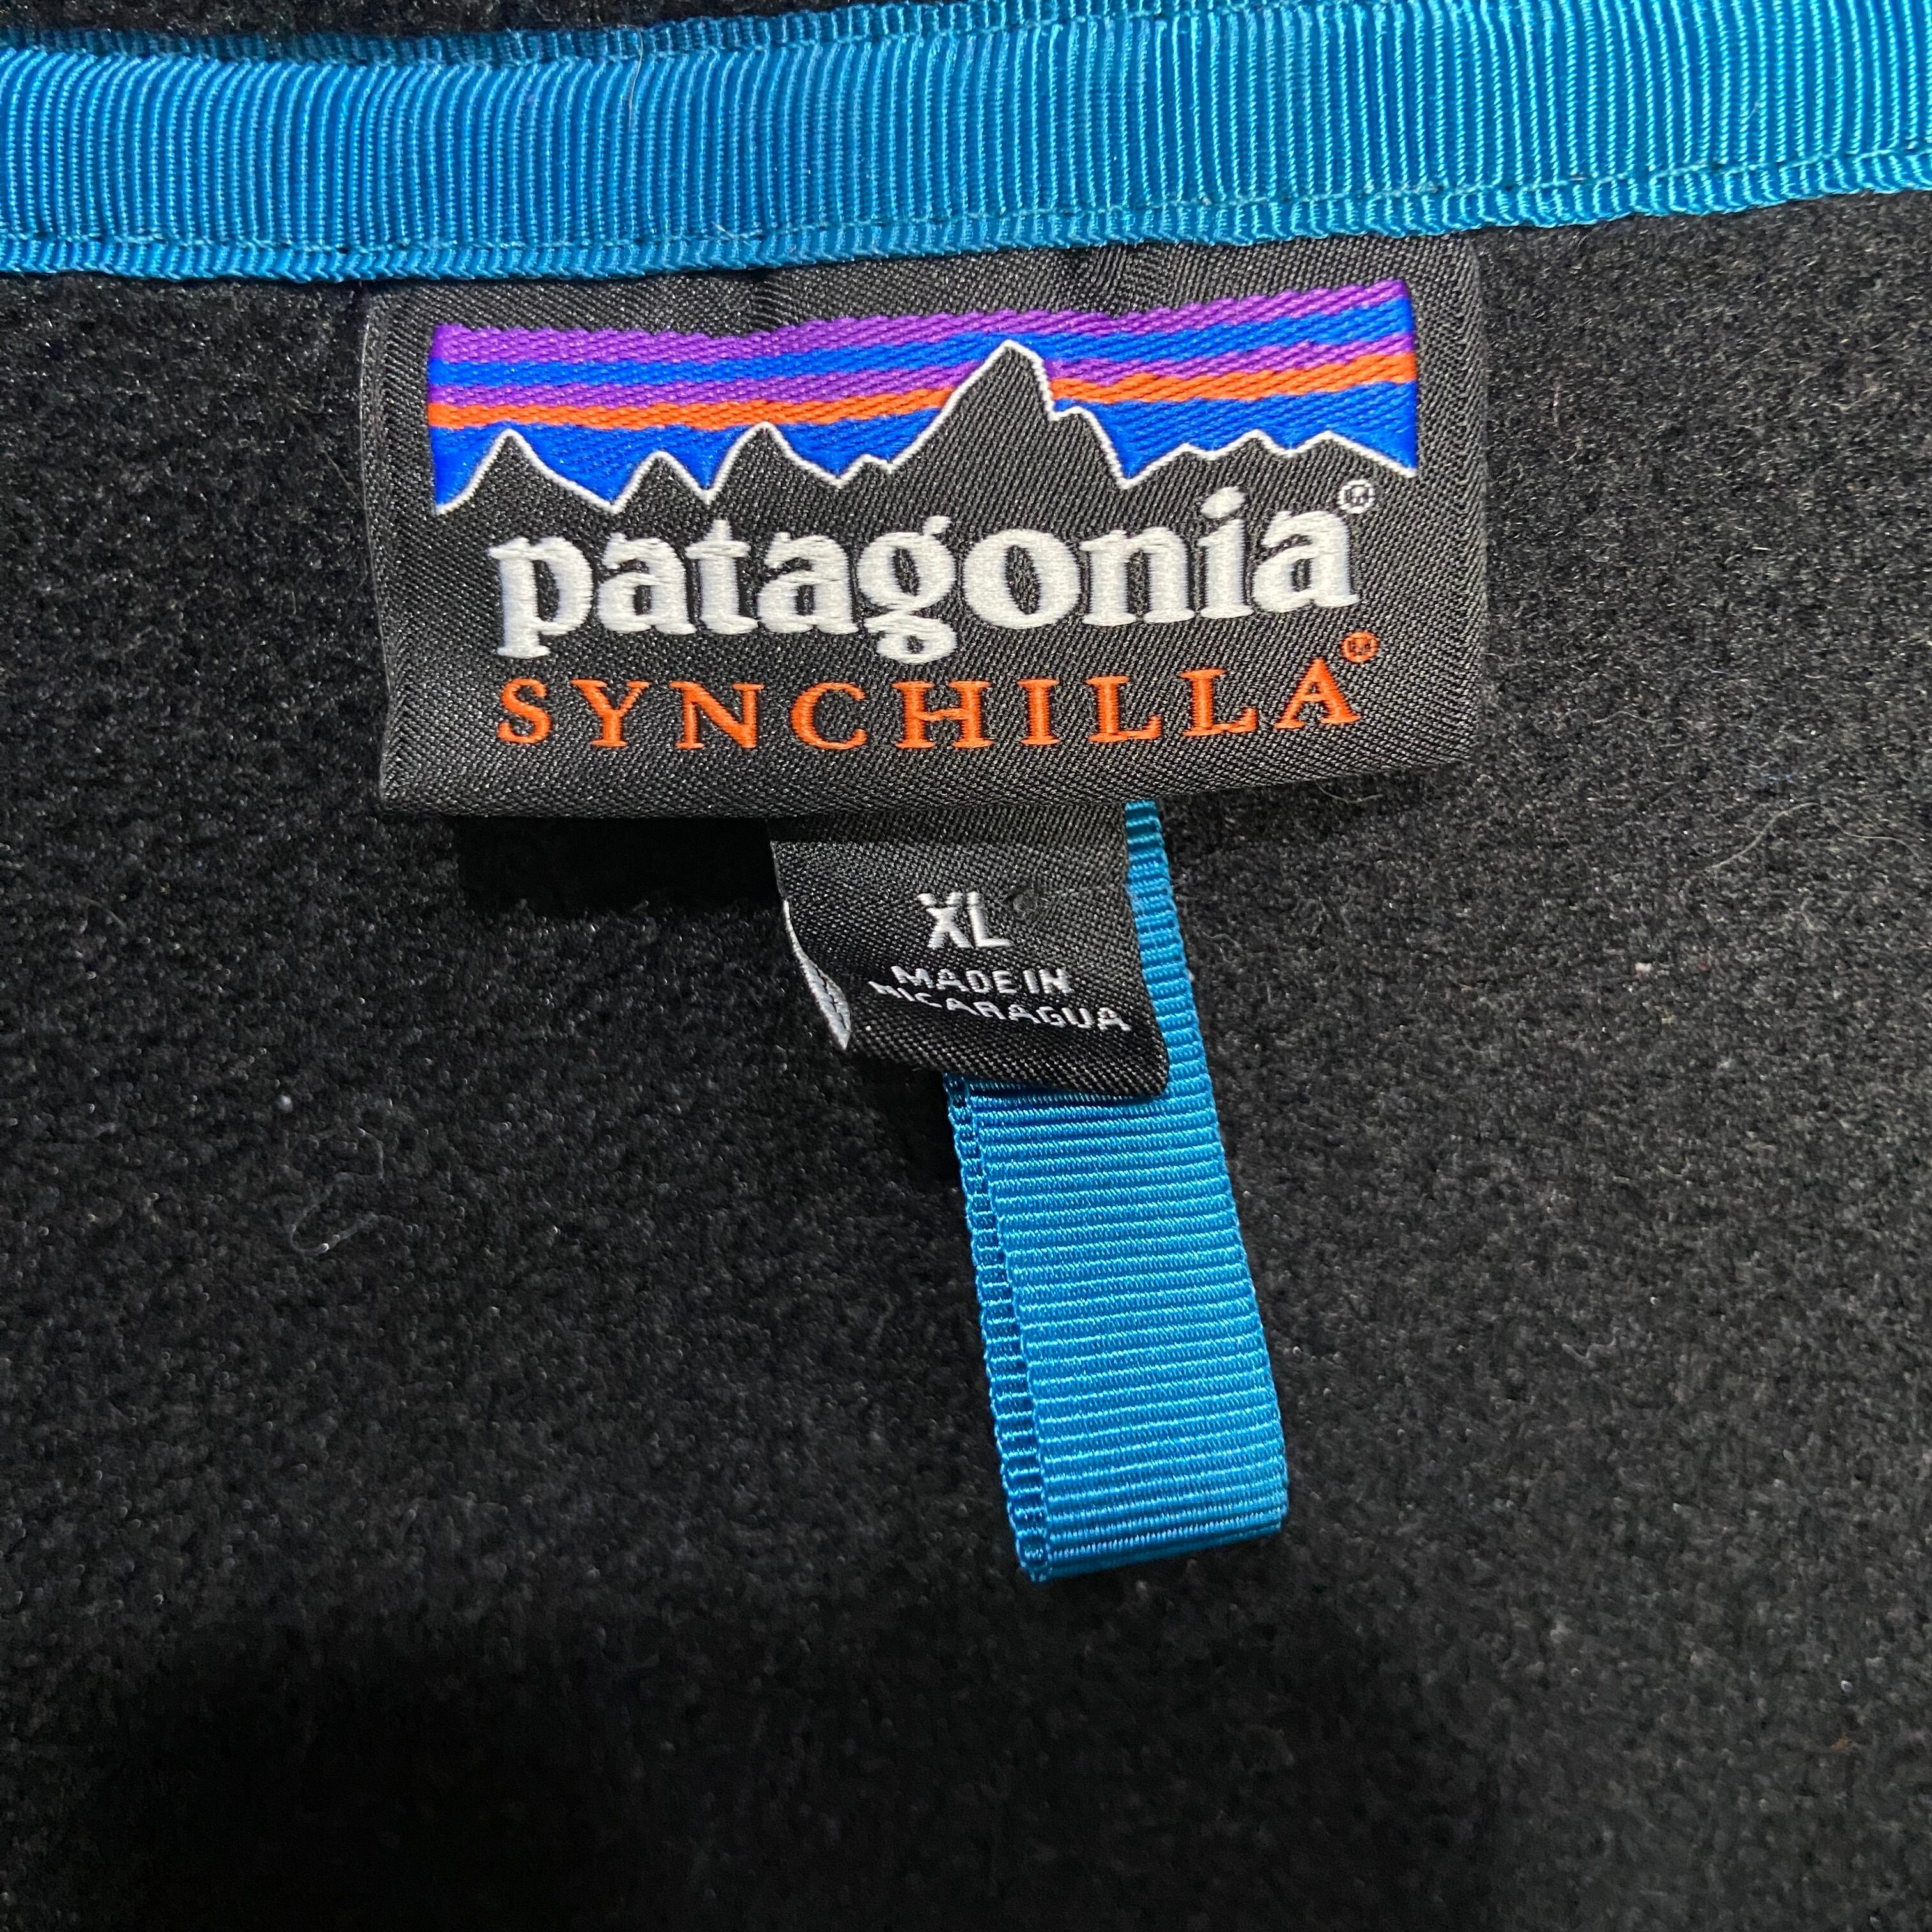 patagonia®
SYNCHILLA®
XL
MADE IN
NICARAGUA